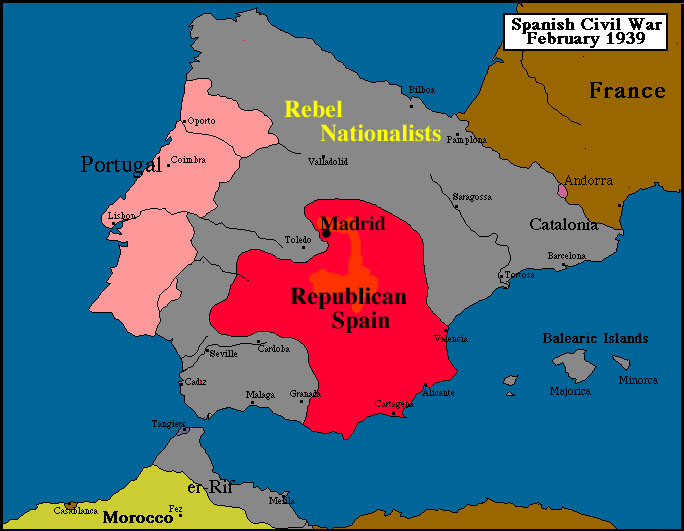 Spanish Civil War
February 1939
France
Bilboa
Rebel
Nationalists
Oporto
Pamplona
Portugal
Coimbra
Valladolid
Andorra
Saragossa
Lisbon
Madrid
Catalonia
Toledo
Barcelona
Tortosa
Republican
Spain
Valencia
Balearic Islands
Cordoba
Seville
Minorca
Cadiz
Majorica
Malaga
Granada
Alicante
Cartagena
Tangiers
er-Rif
Melilla
Casablanca
Fez
Morocco